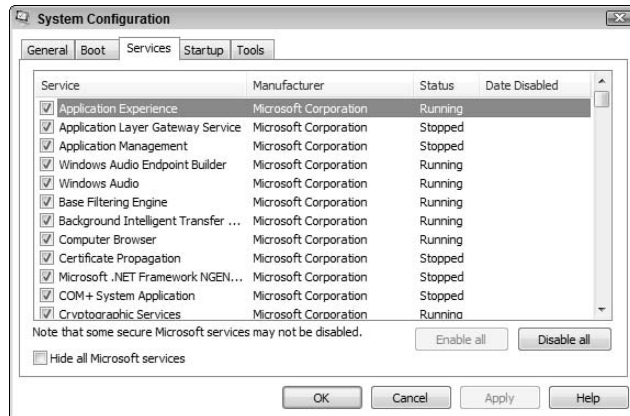 System Configuration
General Boot Services Startup Tools
Service Manufacturer Status Date Disabled
Application Experience Microsoft Corporation Running
Application Layer Gateway Service Microsoft Corporation Stopped
Application Management Microsoft Corporation Stopped
Windows Audio Endpoint Builder Microsoft Corporation Running
Windows Audio Microsoft Corporation Running
Base Filtering Engine Microsoft Corporation Running
Background Intelligent Transfer ... Microsoft Corporation Running
Computer Browser Microsoft Corporation Running
Certificate Propagation Microsoft Corporation Stopped
Microsoft .NET Framework NGEN... Microsoft Corporation Stopped
COM+ System Application Microsoft Corporation Stopped
Cryptographic Services Microsoft Corporation Running
Note that some secure Microsoft services may not be disabled.
Enable all Disable all
Hide all Microsoft services
OK Cancel Apply Help